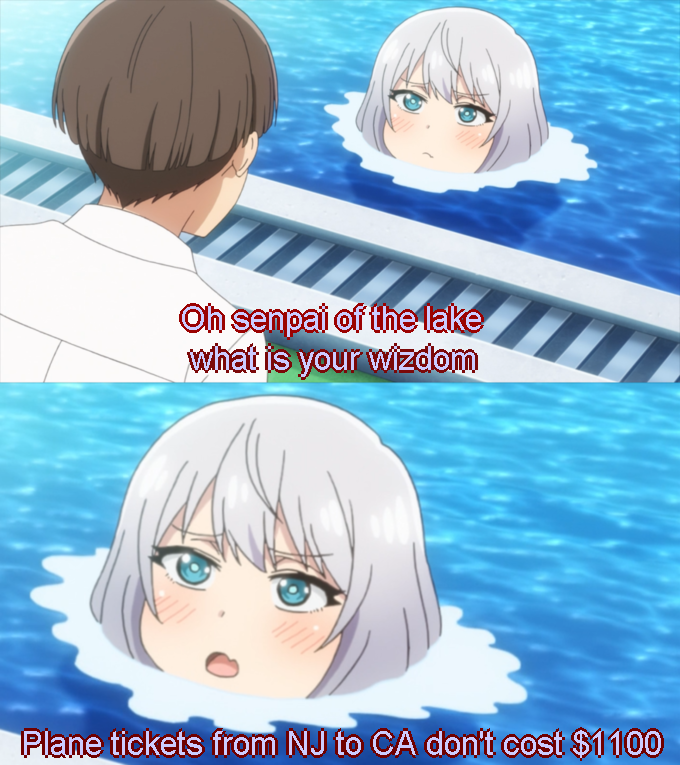 Oh senpai of the lake
what is your wizdom
Plane tickets from NJ to CA don't cost $1100